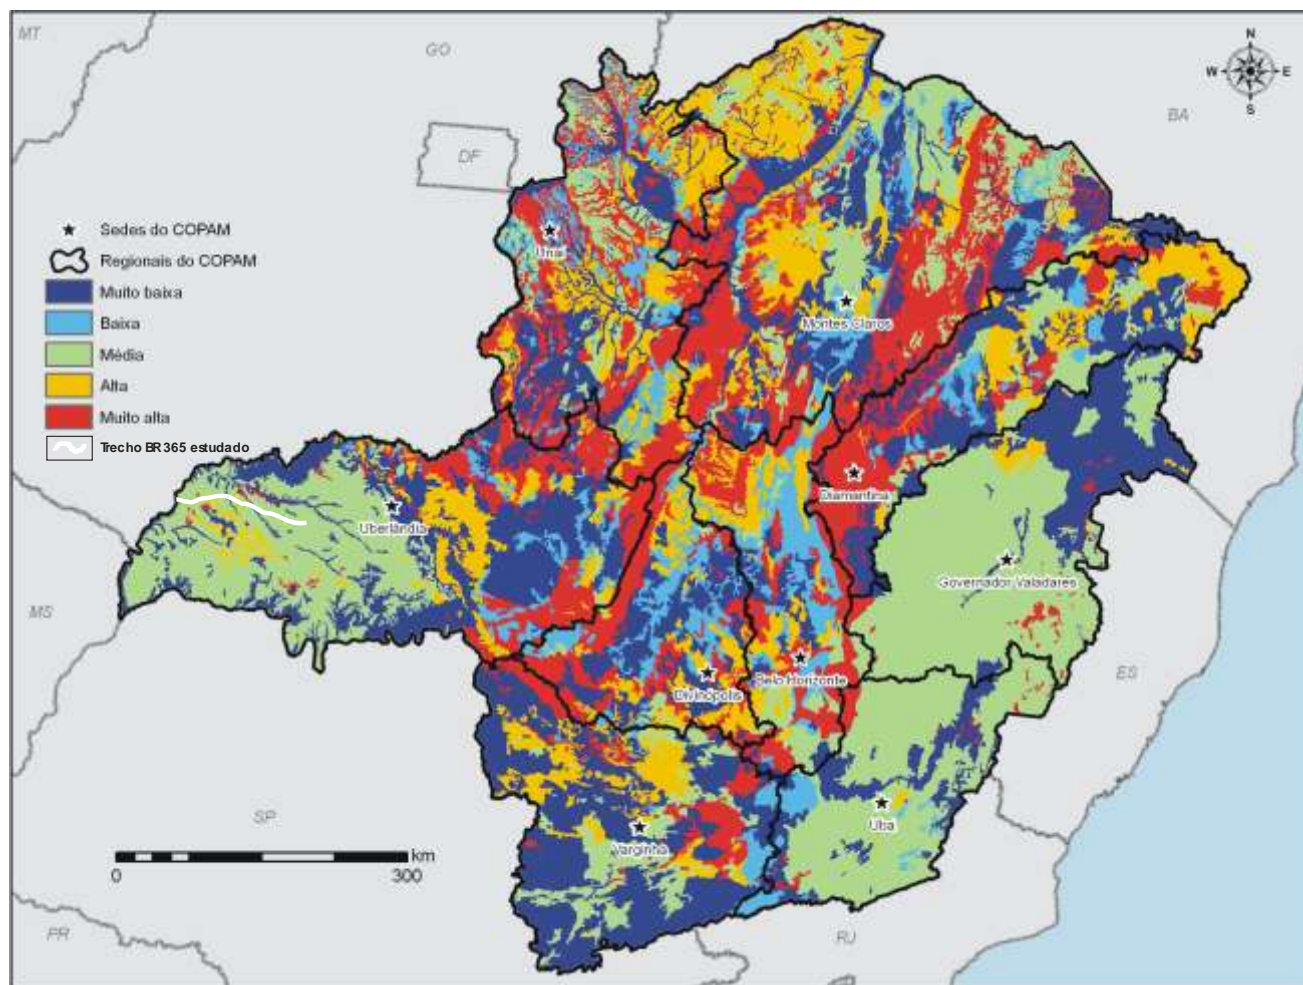 MT
GO
N
W
E
S
BA
DF
Sedes do COPAM
Regionais do COPAM
Muito baixa
Baixa
Média
Alta
Muito alta
Trecho BR 365 estudado
Unaí
Montes Claros
Diamantina
Uberlândia
Governador Valadares
MS
Belo Horizonte
Divinópolis
ES
Ubá
Varginha
SP
km
0
300
PR
RJ